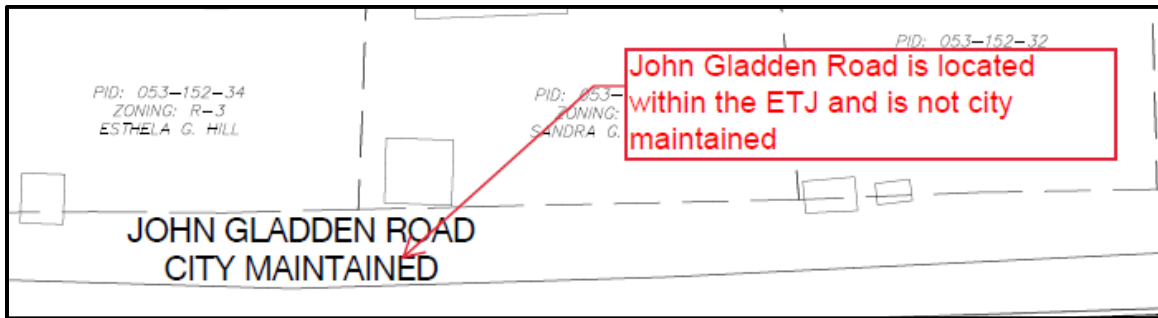 PID: 053-152-34
ZONING: R-3
ESTHELA G. HILL
PID: 053-
ZONING:
SANDRA G.
PID: 053-152-32
John Gladden Road is located
within the ETJ and is not city
maintained
JOHN GLADDEN ROAD
CITY MAINTAINED